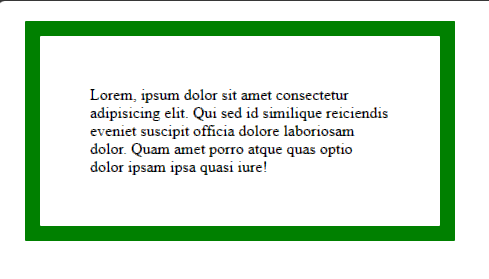 Lorem, ipsum dolor sit amet consectetur
adipisicing elit. Qui sed id similique reiciendis
eveniet suscipit officia dolore laboriosam
dolor. Quam amet porro atque quas optio
dolor ipsam ipsa quasi iure!